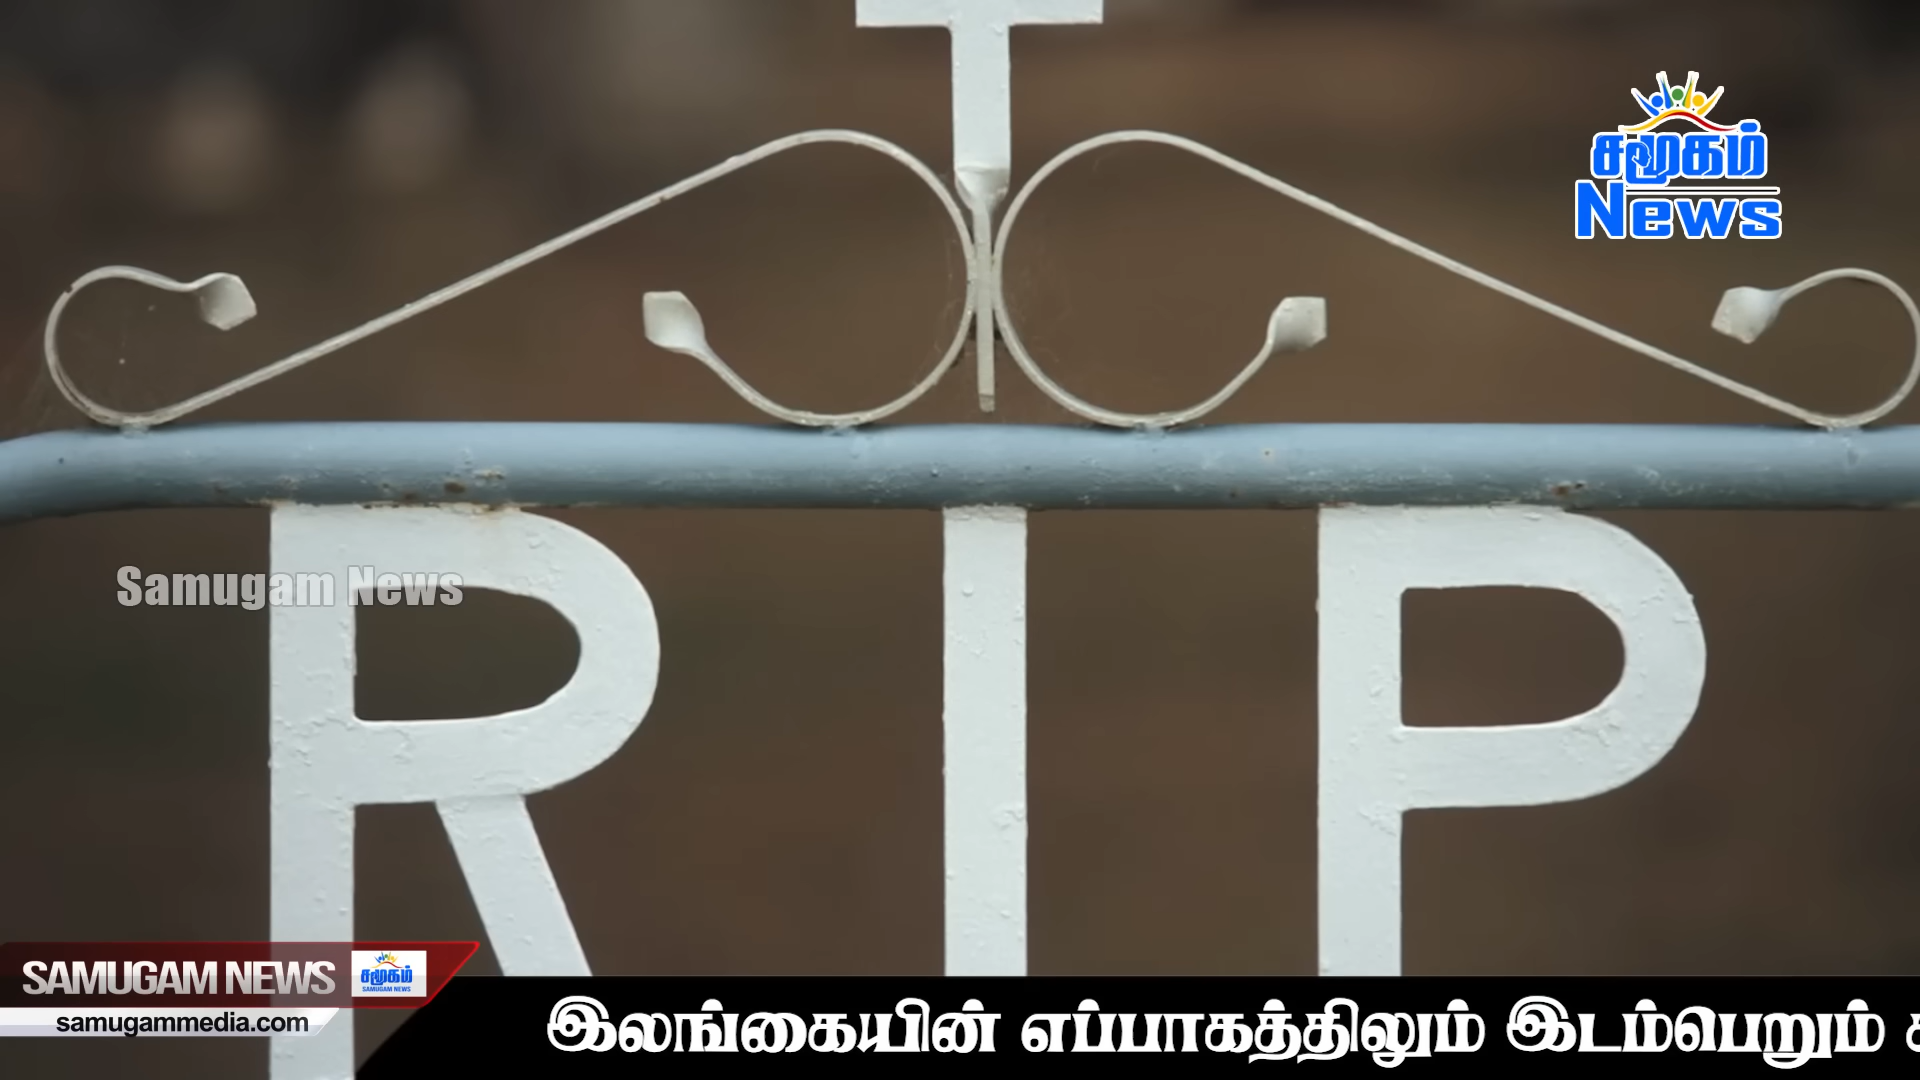 சமூகம்
News
RIP
Samugam News
SAMUGAM NEWS
சமூகம்
SAMUGAM NEWS
samugammedia.com
இலங்கையின் எப்பாகத்திலும் இடம்பெறும்